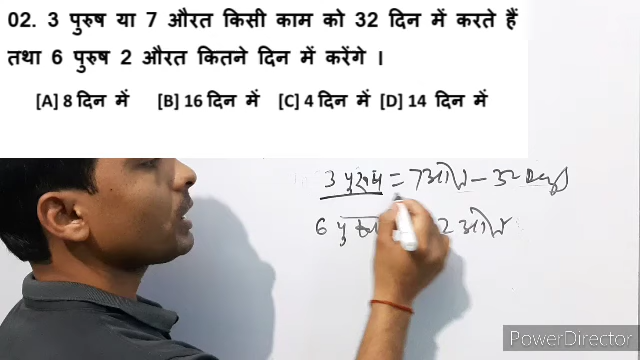 02. 3 पुरुष या 7 औरत किसी काम को 32 दिन में करते हैं
तथा 6 पुरुष 2 औरत कितने दिन में करेंगे ।
[A] 8 दिन में [B] 16 दिन में [C] 4 दिन में [D] 14 दिन में
3 पुरुष = 7 औरत - 32 Days
6 पुरुष 2 औरत
PowerDirector